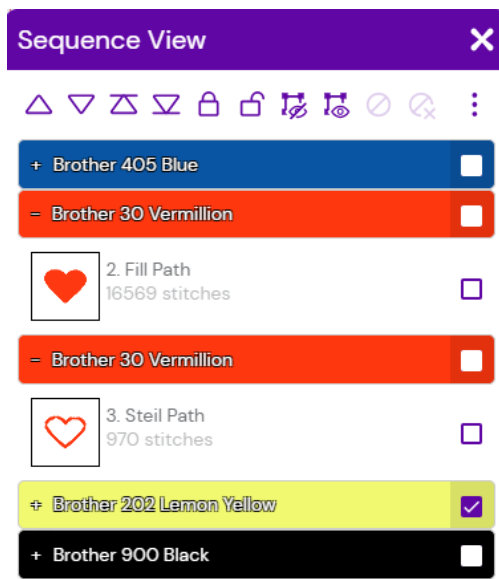 Sequence View
+ Brother 405 Blue
- Brother 30 Vermillion
2. Fill Path
16569 stitches
- Brother 30 Vermillion
3. Steil Path
970 stitches
+ Brother 202 Lemon Yellow
+ Brother 900 Black